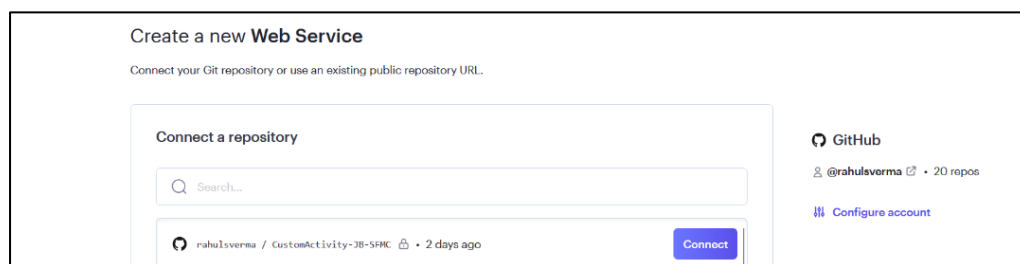 Create a new Web Service
Connect your Git repository or use an existing public repository URL.
Connect a repository
Search...
rahulsverma / CustomActivity-JB-SFMC • 2 days ago
Connect
GitHub
@rahulsverma • 20 repos
Configure account